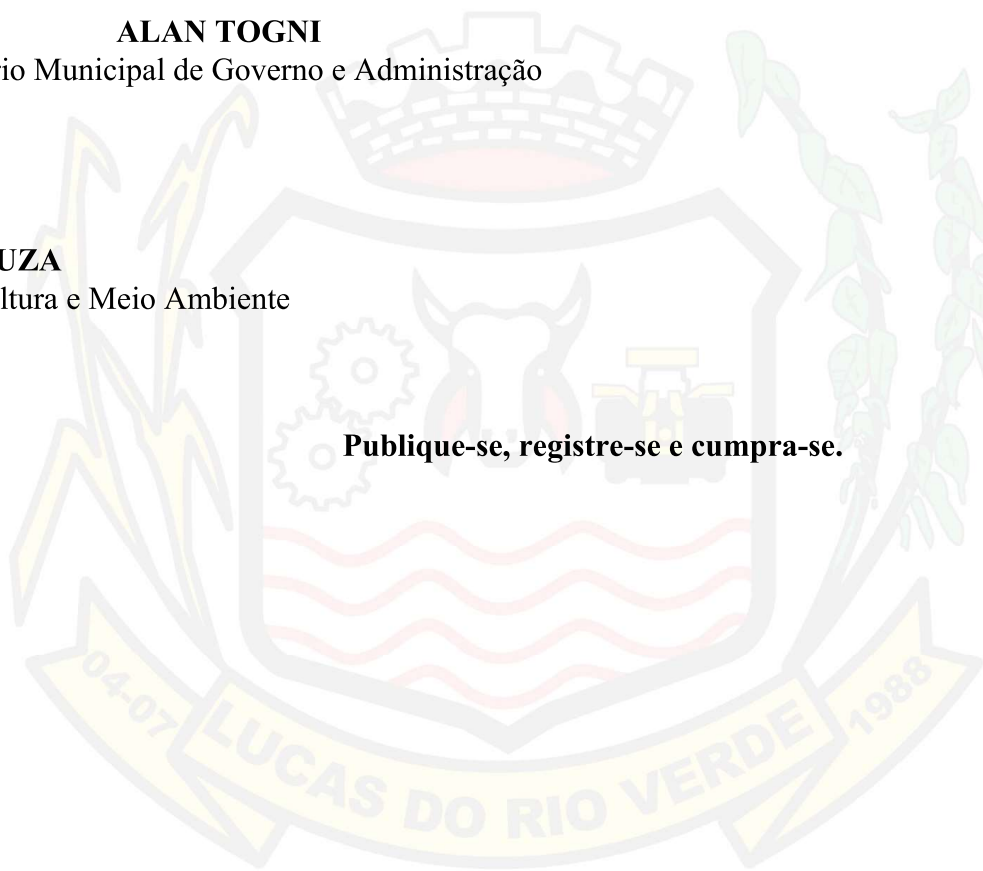 ALAN TOGNI
rio Municipal de Governo e Administração
UZA
ltura e Meio Ambiente
Publique-se, registre-se e cumpra-se.
04-07
LUCAS DO RIO VERDE
1988